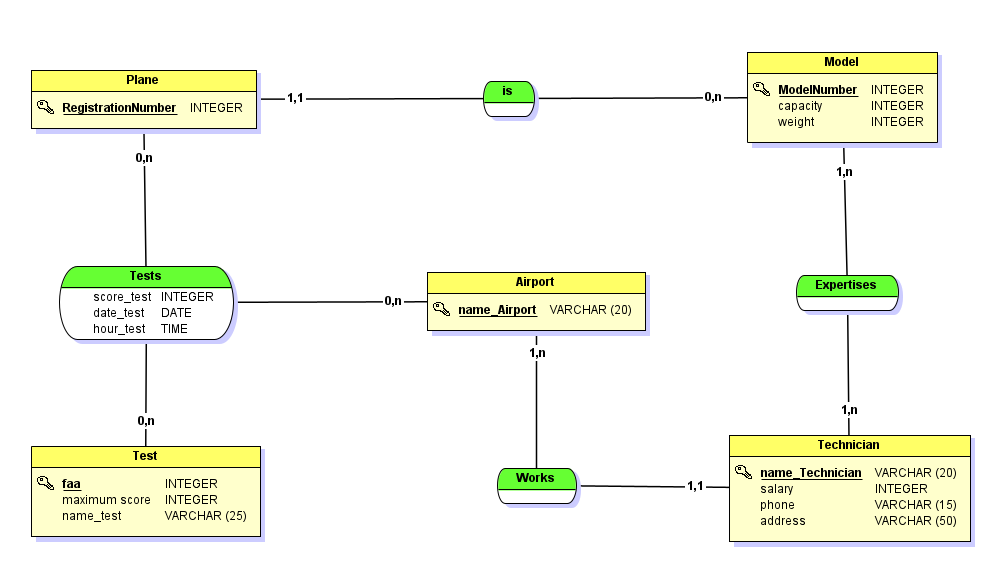 Plane
RegistrationNumber INTEGER
1,1
is
0,n
Model
ModelNumber INTEGER
capacity INTEGER
weight INTEGER
0,n
1,n
Tests
score_test INTEGER
date_test DATE
hour_test TIME
0,n
Airport
name_Airport VARCHAR (20)
Expertises
1,n
0,n
1,n
Test
faa INTEGER
maximum score INTEGER
name_test VARCHAR (25)
Works
1,1
Technician
name_Technician VARCHAR (20)
salary INTEGER
phone VARCHAR (15)
address VARCHAR (50)